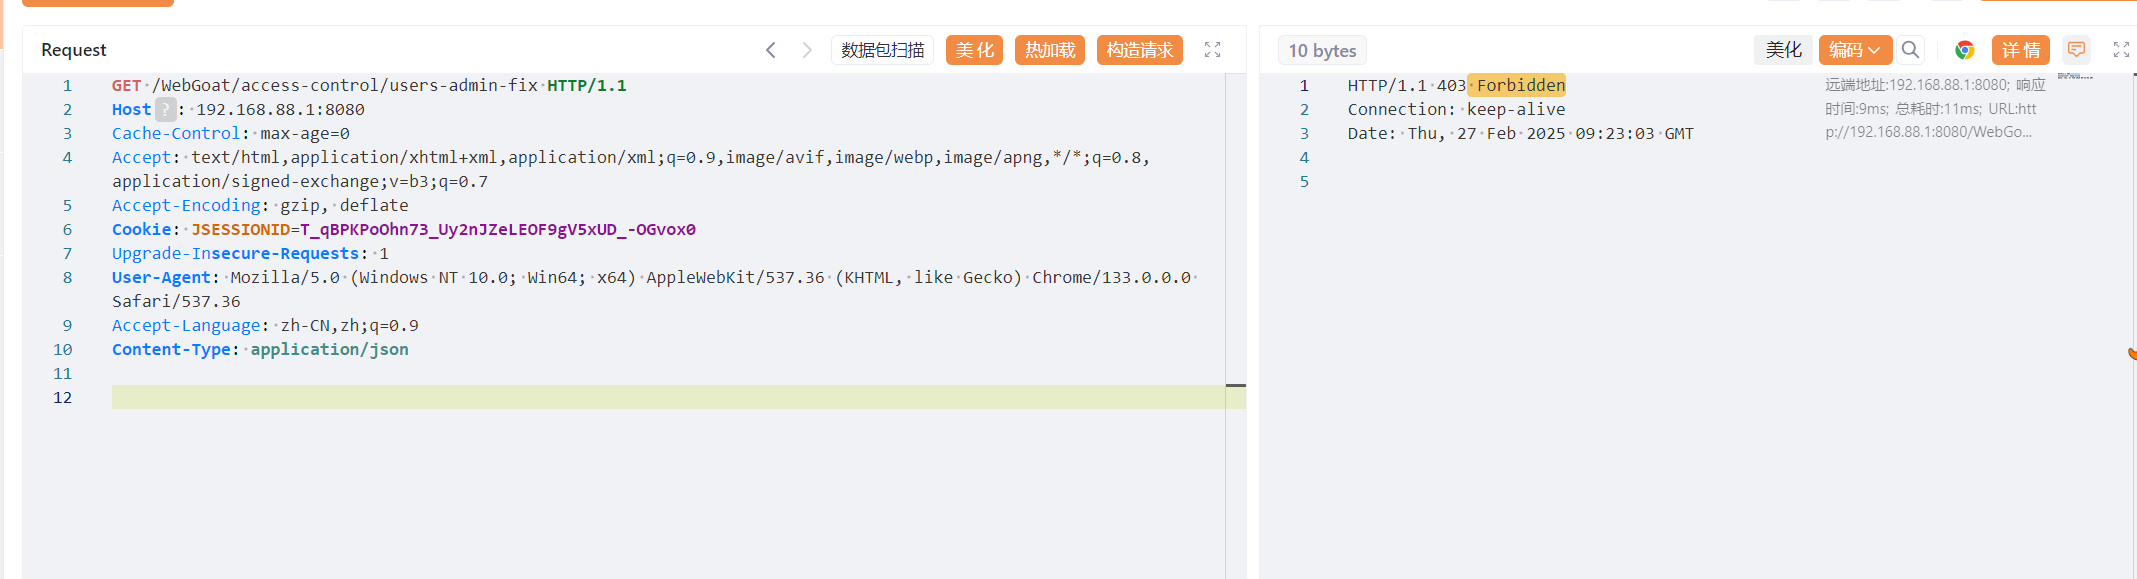 Request
数据包扫描
美化
热加载
构造请求
1 GET /WebGoat/access-control/users-admin-fix HTTP/1.1
2 Host ? : 192.168.88.1:8080
3 Cache-Control: max-age=0
4 Accept: text/html,application/xhtml+xml,application/xml;q=0.9,image/avif,image/webp,image/apng,*/*;q=0.8,
application/signed-exchange;v=b3;q=0.7
5 Accept-Encoding: gzip, deflate
6 Cookie: JSESSIONID=T_qBPKPoOhn73_Uy2nJZeLEOF9gV5xUD_-OGvox0
7 Upgrade-Insecure-Requests: 1
8 User-Agent: Mozilla/5.0 (Windows NT 10.0; Win64; x64) AppleWebKit/537.36 (KHTML, like Gecko) Chrome/133.0.0.0
Safari/537.36
9 Accept-Language: zh-CN,zh;q=0.9
10 Content-Type: application/json
11
12
10 bytes
美化
编码
详情
1 HTTP/1.1 403 Forbidden
2 Connection: keep-alive
3 Date: Thu, 27 Feb 2025 09:23:03 GMT
4
5
远端地址:192.168.88.1:8080; 响应
时间:9ms; 总耗时:11ms; URL:htt
p://192.168.88.1:8080/WebGo...